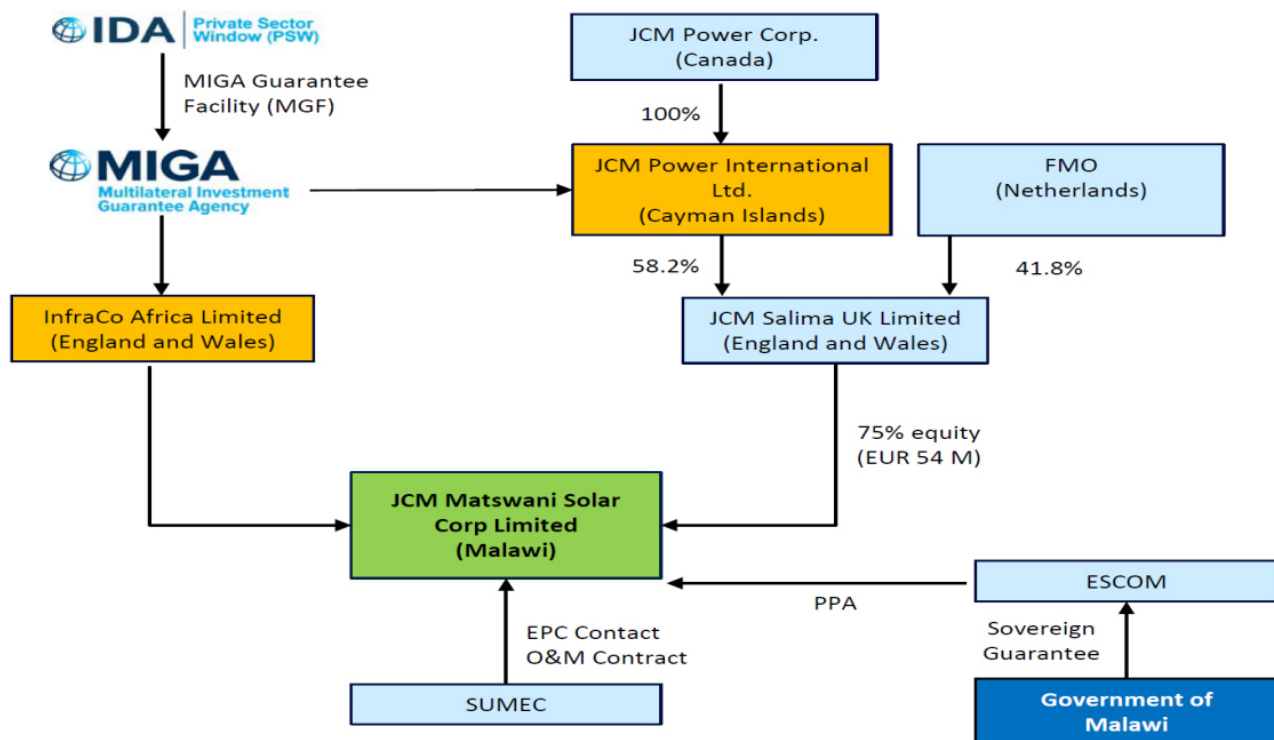 IDA
Private Sector
Window (PSW)
JCM Power Corp.
(Canada)
MIGA Guarantee
Facility (MGF)
100%
MIGA
Multilateral Investment
Guarantee Agency
JCM Power International
Ltd.
(Cayman Islands)
FMO
(Netherlands)
58.2%
41.8%
InfraCo Africa Limited
(England and Wales)
JCM Salima UK Limited
(England and Wales)
75% equity
(EUR 54 M)
JCM Matswani Solar
Corp Limited
(Malawi)
PPA
ESCOM
EPC Contact
O&M Contract
Sovereign
Guarantee
SUMEC
Government of
Malawi